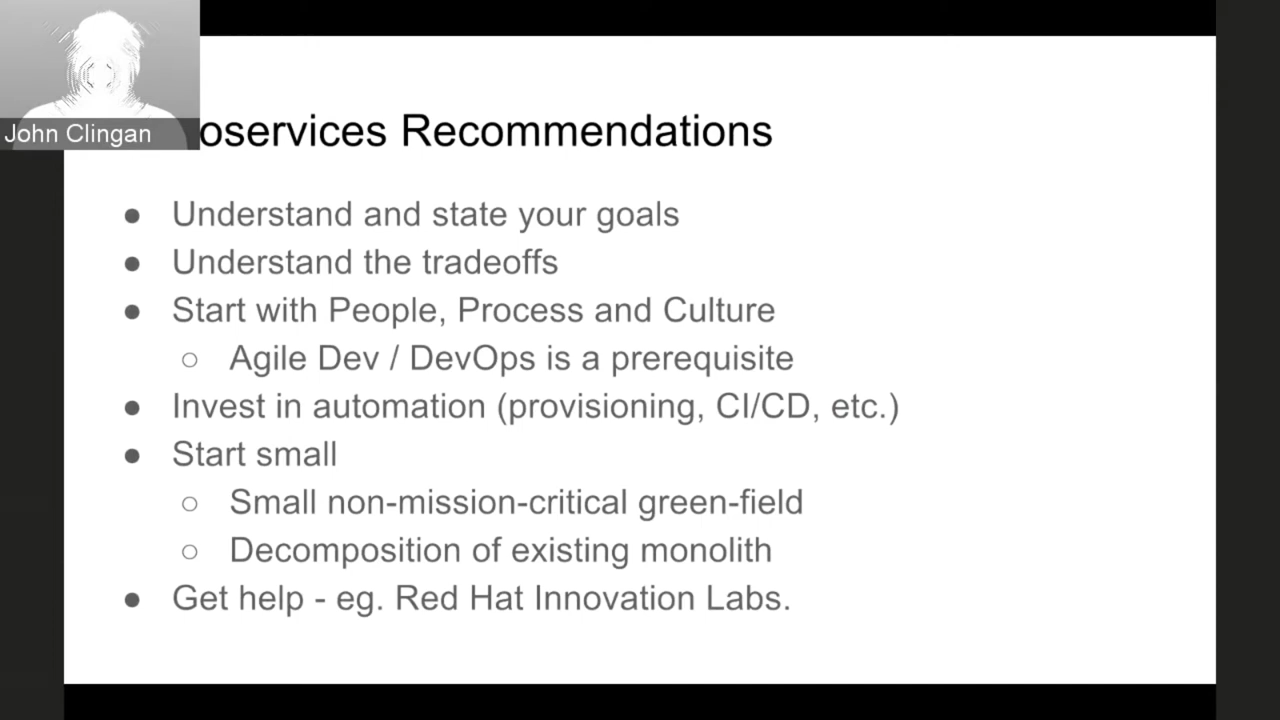 John Clingan
oservices Recommendations
● Understand and state your goals
● Understand the tradeoffs
● Start with People, Process and Culture
○ Agile Dev / DevOps is a prerequisite
● Invest in automation (provisioning, CI/CD, etc.)
● Start small
○ Small non-mission-critical green-field
○ Decomposition of existing monolith
● Get help - eg. Red Hat Innovation Labs.